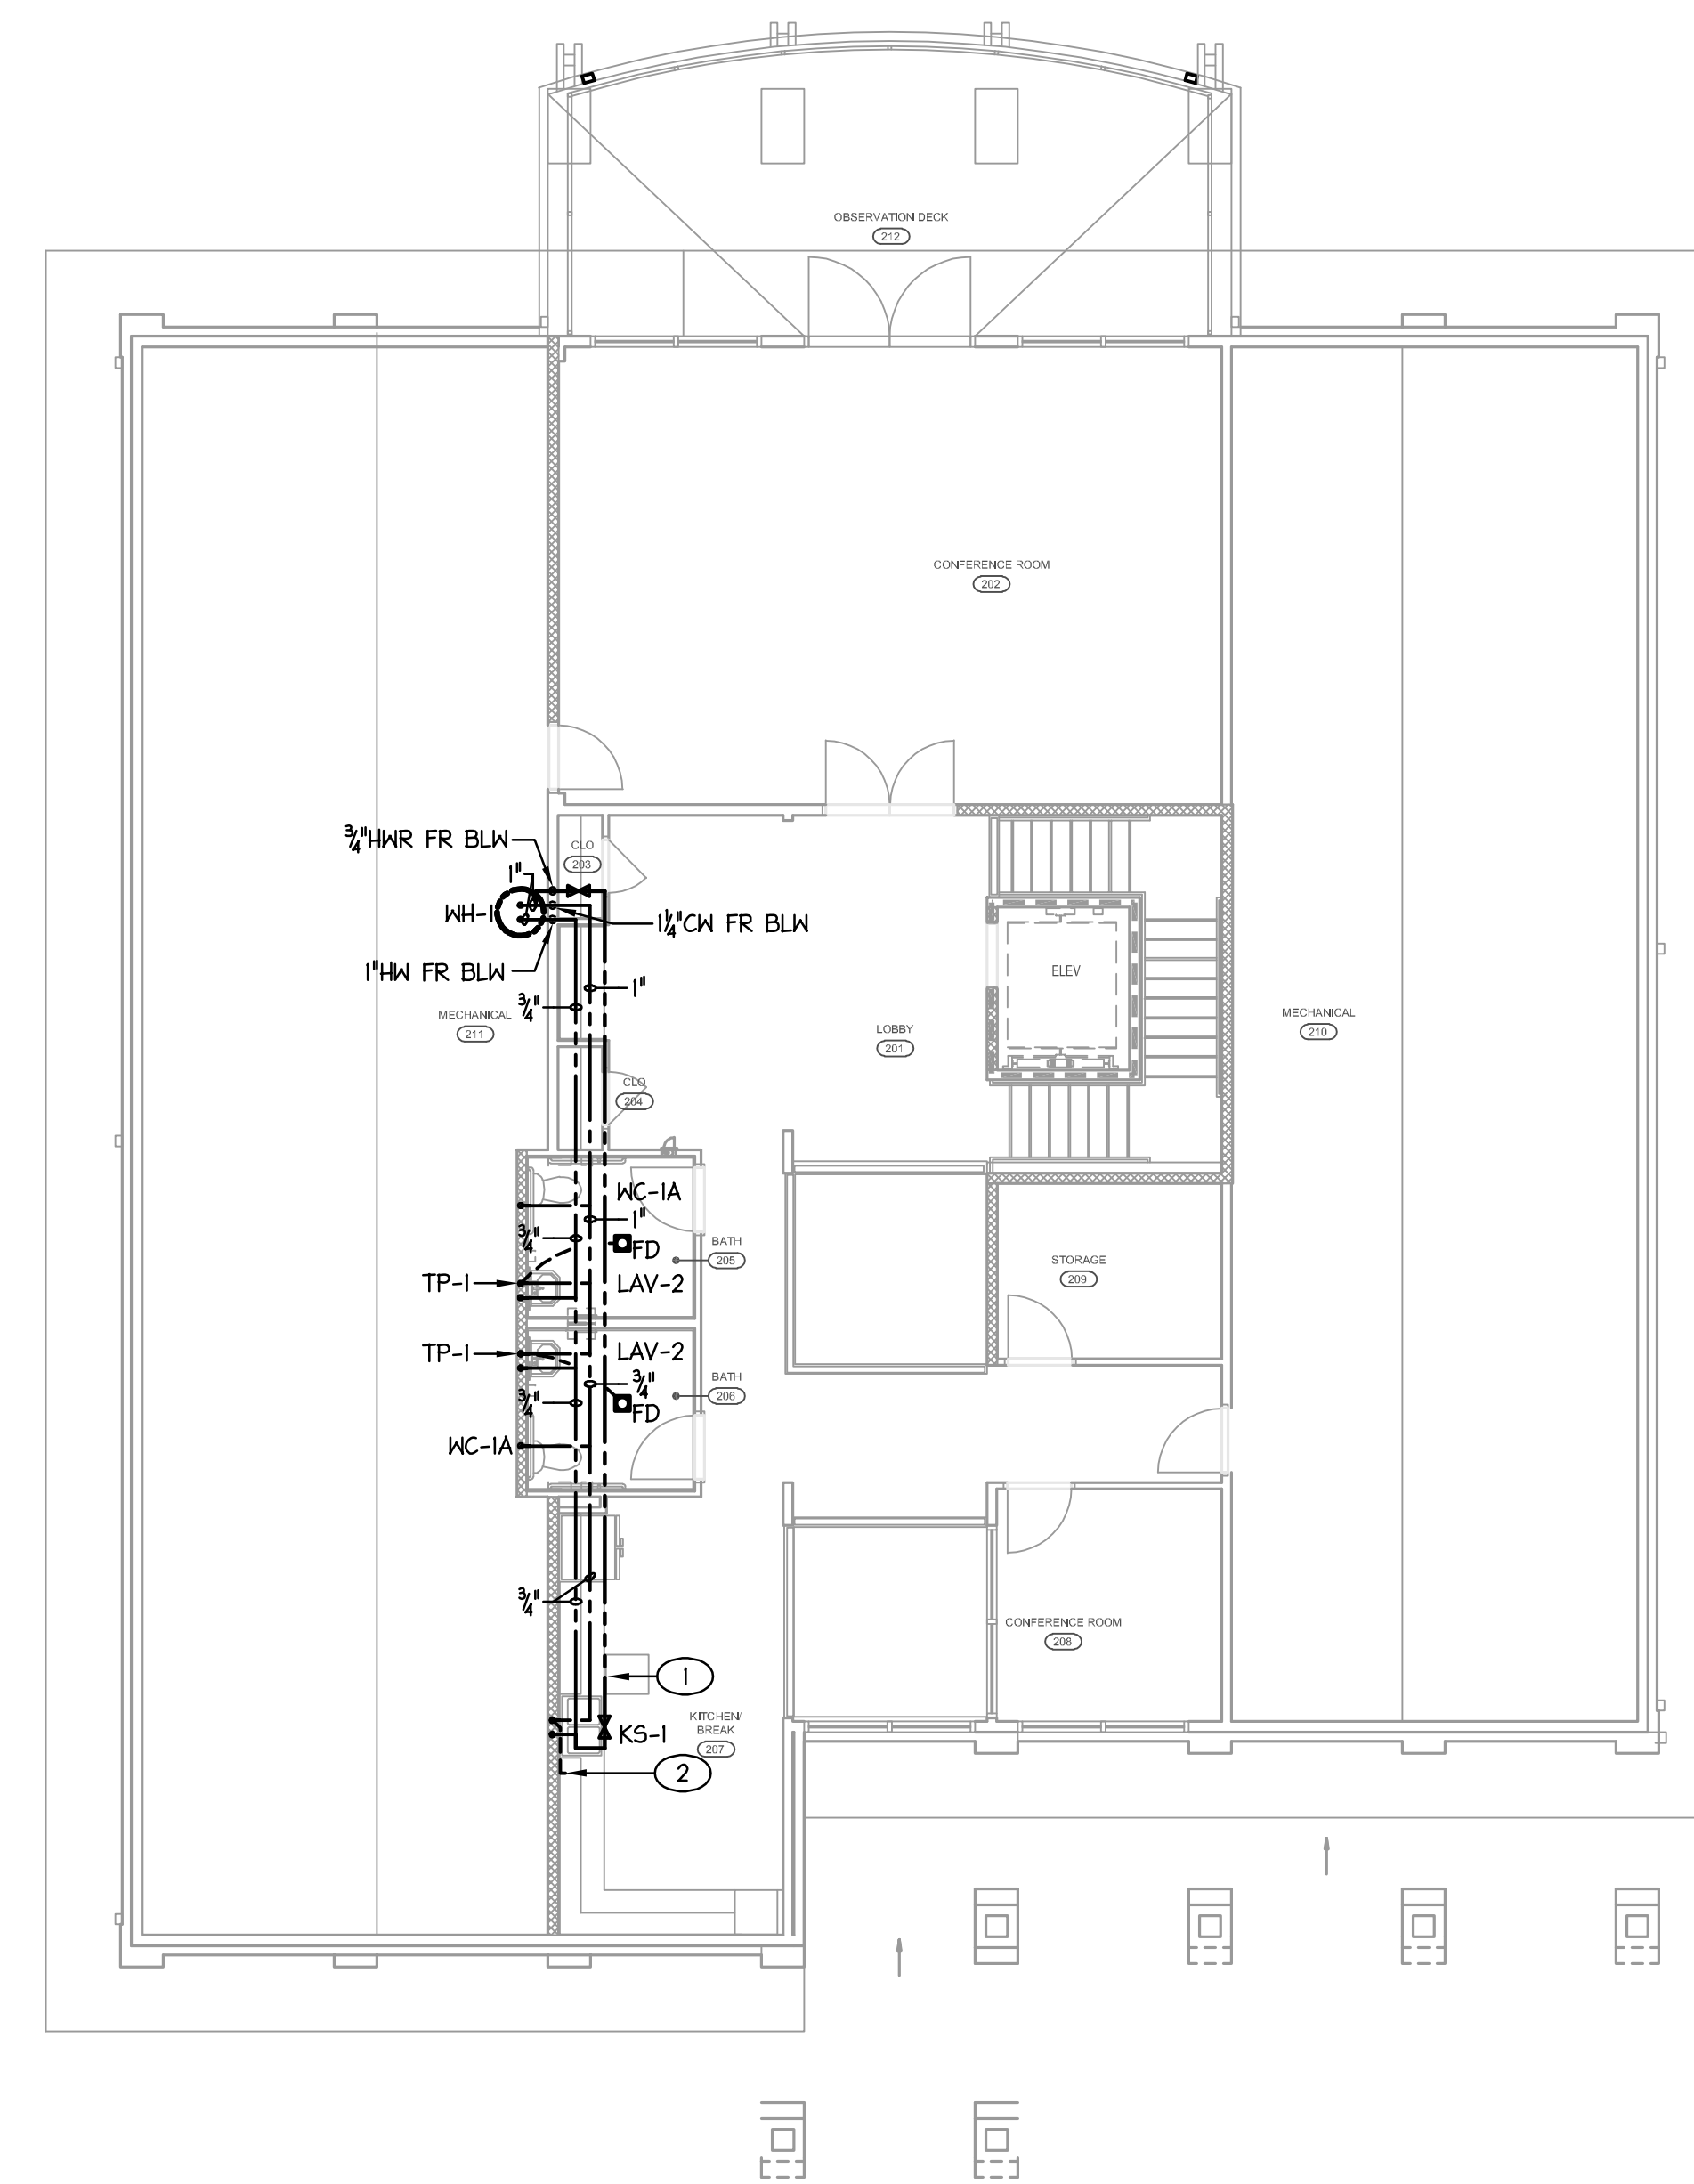 OBSERVATION DECK
212
CONFERENCE ROOM
202
3/4"HWR FR BLW
CLO
203
1"
WH-1
1 1/4"CW FR BLW
1"HW FR BLW
ELEV
1"
3/4"
MECHANICAL
211
LOBBY
201
MECHANICAL
210
CLO
204
WC-1A
1"
3/4"
FD
BATH
205
STORAGE
209
TP-1
LAV-2
TP-1
LAV-2
BATH
206
3/4"
3/4"
FD
WC-1A
3/4"
CONFERENCE ROOM
208
1
KITCHEN/
BREAK
207
KS-1
2